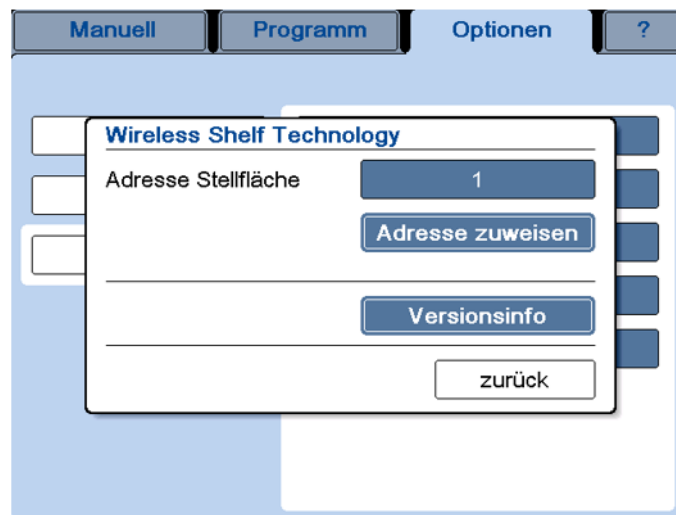 Manuell Programm Optionen ?
Wireless Shelf Technology
Adresse Stellfläche 1
Adresse zuweisen
Versionsinfo
zurück